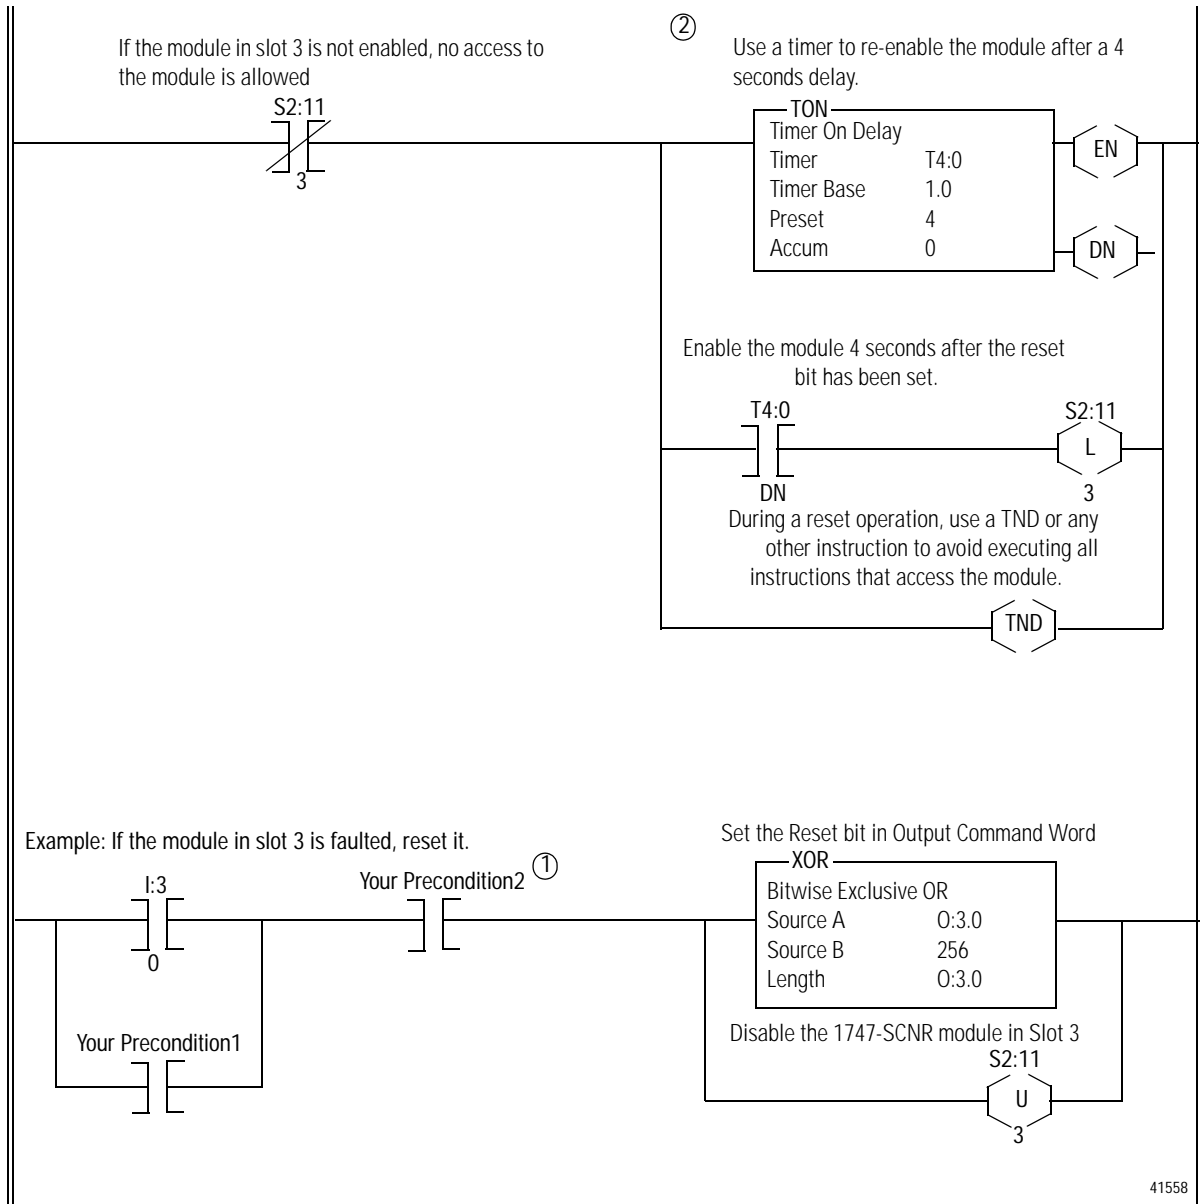 ②
If the module in slot 3 is not enabled, no access to
the module is allowed
S2:11
3
Use a timer to re-enable the module after a 4
seconds delay.
TON
Timer On Delay
Timer T4:0
Timer Base 1.0
Preset 4
Accum 0
EN
DN
Enable the module 4 seconds after the reset
bit has been set.
T4:0
DN
S2:11
L
3
During a reset operation, use a TND or any
other instruction to avoid executing all
instructions that access the module.
TND
Example: If the module in slot 3 is faulted, reset it.
I:3
0
Your Precondition2 ①
Your Precondition1
Set the Reset bit in Output Command Word
XOR
Bitwise Exclusive OR
Source A O:3.0
Source B 256
Length O:3.0
Disable the 1747-SCNR module in Slot 3
S2:11
U
3
41558